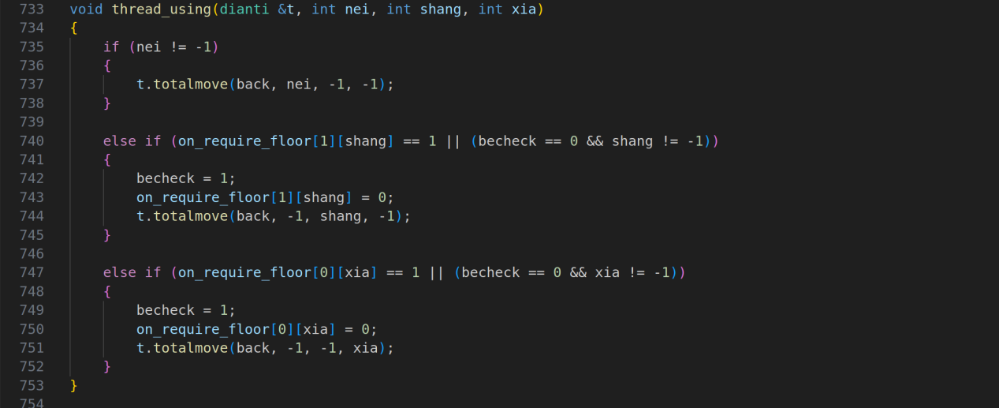 733 void thread_using(dianti &t, int nei, int shang, int xia)
734 {
735     if (nei != -1)
736     {
737         t.totalmove(back, nei, -1, -1);
738     }
739
740     else if (on_require_floor[1][shang] == 1 || (becheck == 0 && shang != -1))
741     {
742         becheck = 1;
743         on_require_floor[1][shang] = 0;
744         t.totalmove(back, -1, shang, -1);
745     }
746
747     else if (on_require_floor[0][xia] == 1 || (becheck == 0 && xia != -1))
748     {
749         becheck = 1;
750         on_require_floor[0][xia] = 0;
751         t.totalmove(back, -1, -1, xia);
752     }
753 }
754